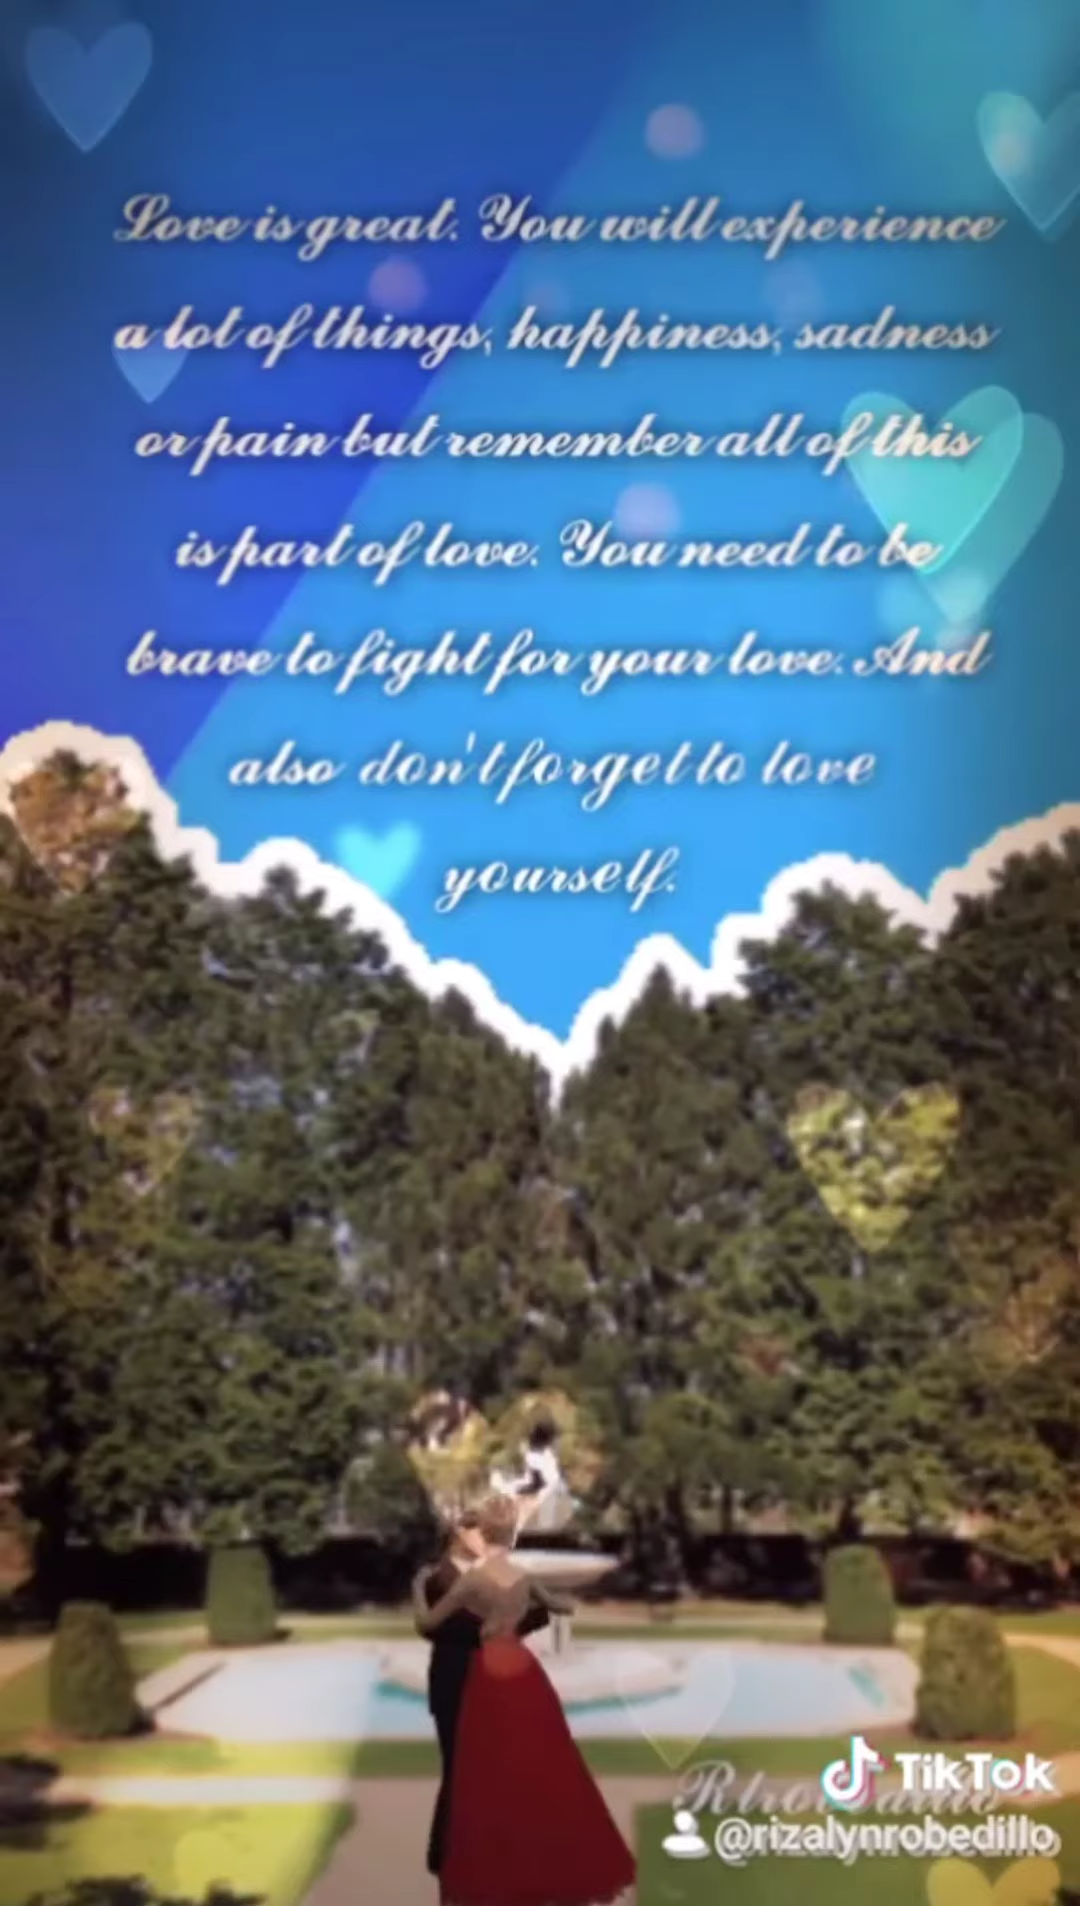 Love is great. You will experience
a lot of things, happiness, sadness
or pain but remember all of this
is part of love. You need to be
brave to fight for your love. And
also don't forget to love
yourself.
TikTok
@rizalynrobedillo